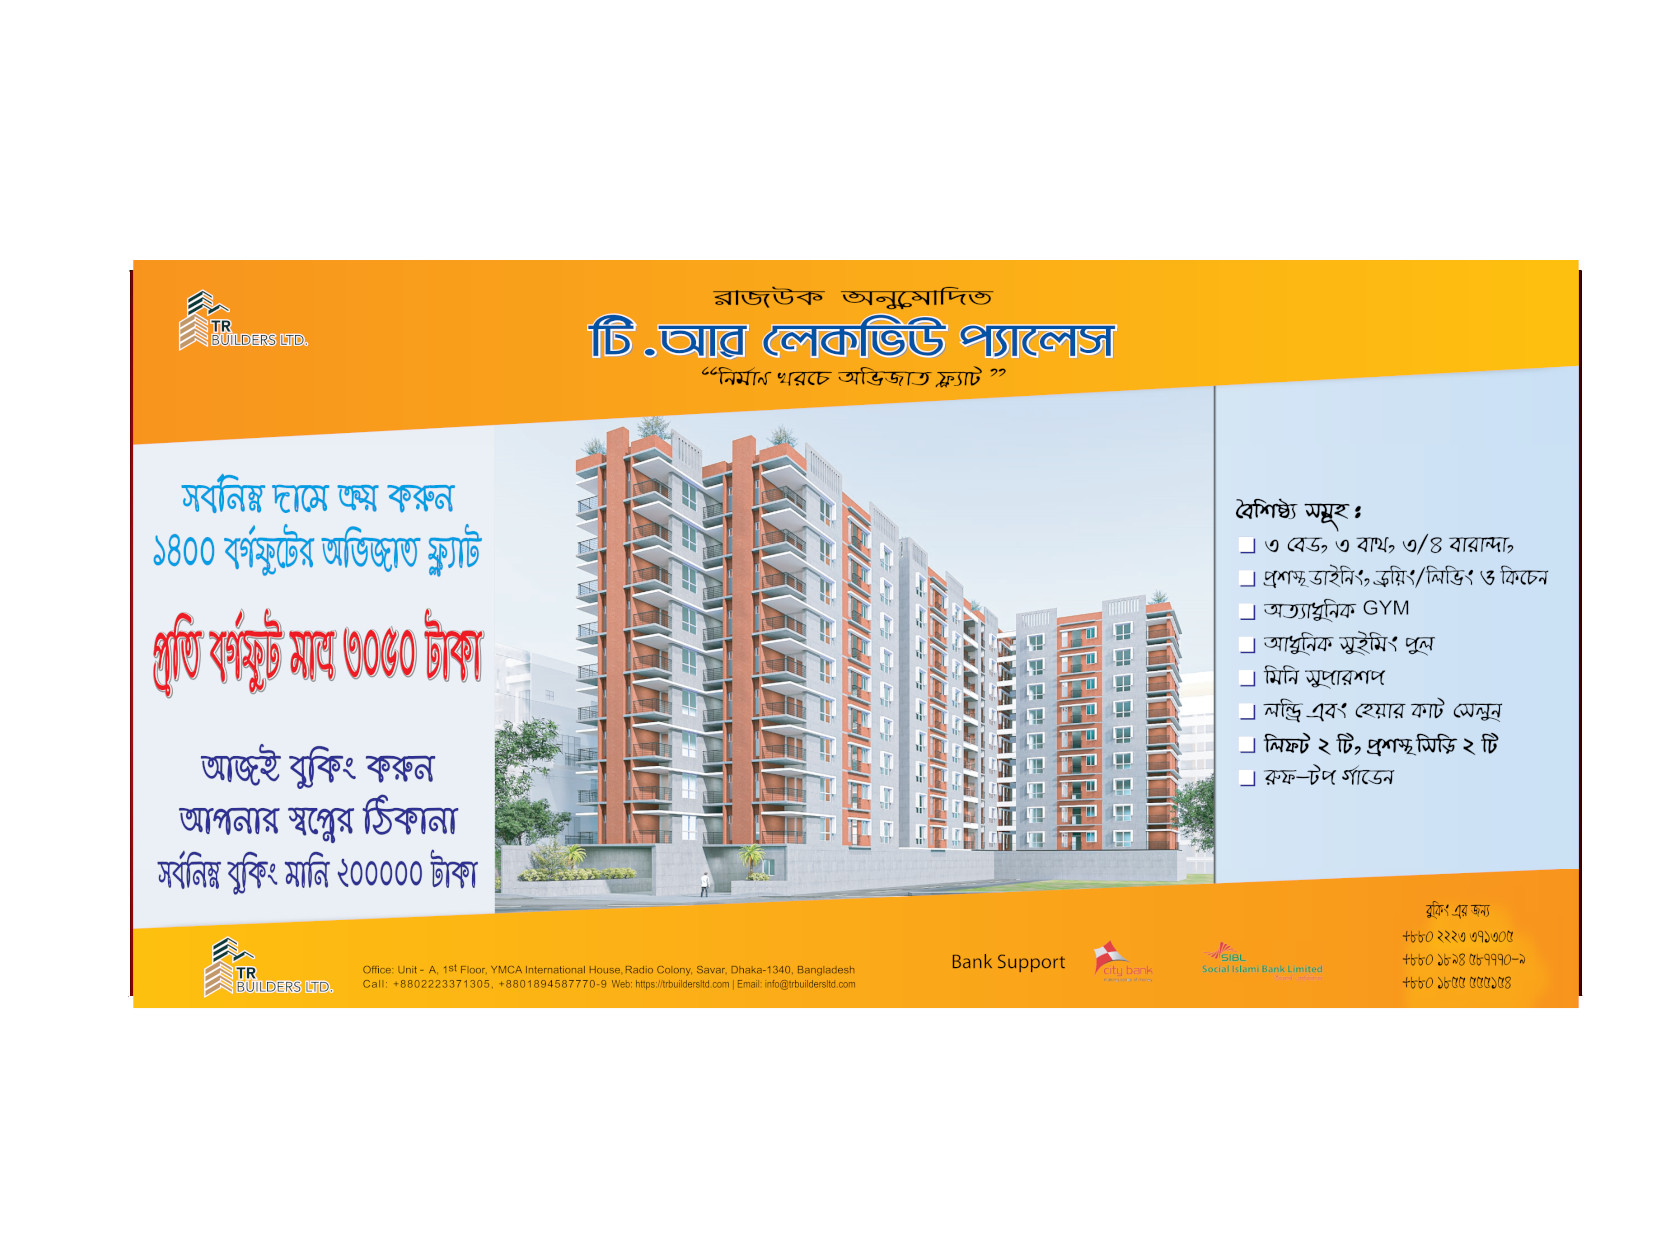 TR
BUILDERS LTD.
রাজউক অনুমোদিত
টি .আর লেকভিউ প্যালেস
“নির্মাণ খরচে অভিজাত ফ্ল্যাট ”
সর্বনিম্ন দামে ক্রয় করুন
১৪০০ বর্গফুটের অভিজাত ফ্ল্যাট
প্রতি বর্গফুট মাত্র ৩০৫০ টাকা
আজই বুকিং করুন
আপনার স্বপ্নের ঠিকানা
সর্বনিম্ন বুকিং মানি ২০০০০০ টাকা
বৈশিষ্ঠ্য সমূহ :
৩ বেড, ৩ বাথ, ৩/৪ বারান্দা,
প্রশস্থ ডাইনিং, ড্রয়িং/লিভিং ও কিচেন
অত্যাধুনিক GYM
আধুনিক সুইমিং পুল
মিনি সুপারশপ
লন্ড্রি এবং হেয়ার কাট সেলুন
লিফট ২ টি, প্রশস্থ সিড়ি ২ টি
রুফ-টপ গার্ডেন
TR
BUILDERS LTD.
Office: Unit - A, 1st Floor, YMCA International House, Radio Colony, Savar, Dhaka-1340, Bangladesh
Call: +8802223371305, +8801894587770-9 Web: https://trbuildersltd.com | Email: info@trbuildersltd.com
Bank Support
city bank
SIBL
Social Islami Bank Limited
বুকিং এর জন্য
+৮৮০ ২২২৩ ৩৭১৩০৫
+৮৮০ ১৮৯৪ ৫৮৭৭৭০-৯
+৮৮০ ১৮৫৫ ৫৫৫১৫৪